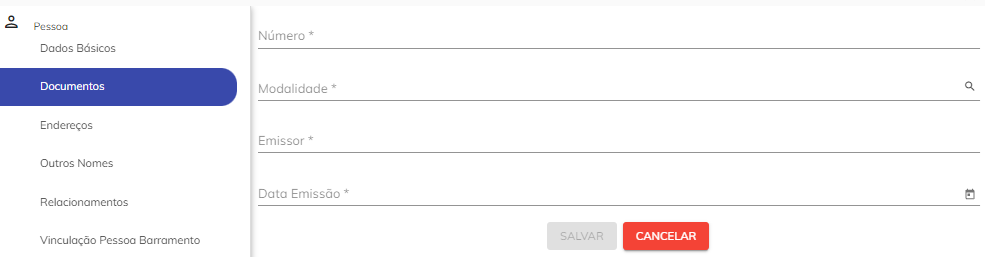 Pessoa
Dados Básicos
Documentos
Endereços
Outros Nomes
Relacionamentos
Vinculação Pessoa Barramento
Número *
Modalidade *
Emissor *
Data Emissão *
SALVAR CANCELAR